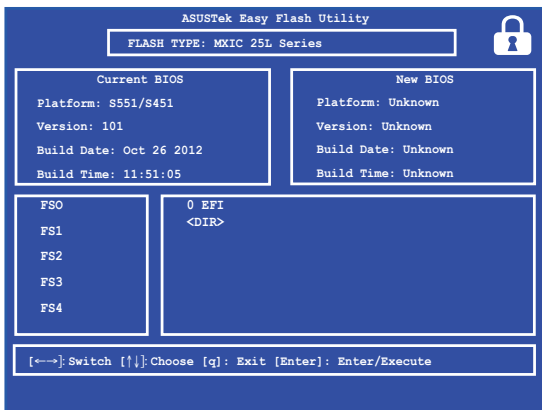 ASUSTek Easy Flash Utility
FLASH TYPE: MXIC 25L Series
Current BIOS
Platform: S551/S451
Version: 101
Build Date: Oct 26 2012
Build Time: 11:51:05
New BIOS
Platform: Unknown
Version: Unknown
Build Date: Unknown
Build Time: Unknown
FSO
FS1
FS2
FS3
FS4
0 EFI
<DIR>
[←→]: Switch [↑↓]: Choose [q]: Exit [Enter]: Enter/Execute